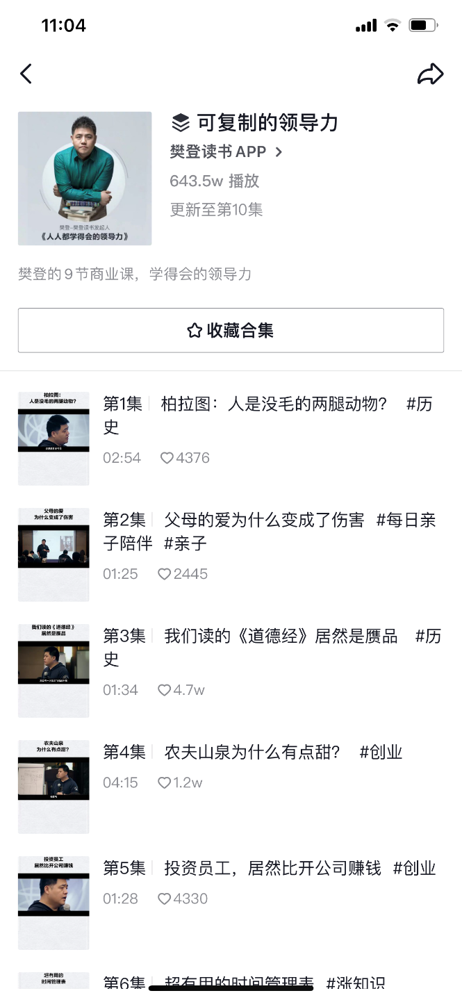 11:04
可复制的领导力
樊登读书APP
643.5w 播放
更新至第10集
樊登-樊登读书发起人
《人人都学得会的领导力》
樊登的9节商业课，学得会的领导力
收藏合集
柏拉图：
人是没毛的两腿动物?
第1集 柏拉图：人是没毛的两腿动物？ #历
史
02:54 4376
父母的爱
为什么变成了伤害
第2集 父母的爱为什么变成了伤害 #每日亲
子陪伴 #亲子
01:25 2445
我们读的《道德经》
居然是赝品
第3集 我们读的《道德经》居然是赝品 #历
史
01:34 4.7w
农夫山泉
为什么有点甜?
第4集 农夫山泉为什么有点甜？ #创业
04:15 1.2w
投资员工
居然比开公司赚钱
第5集 投资员工，居然比开公司赚钱 #创业
01:28 4330
超有用的
时间管理表
第6集 超有用的时间管理表 #涨知识